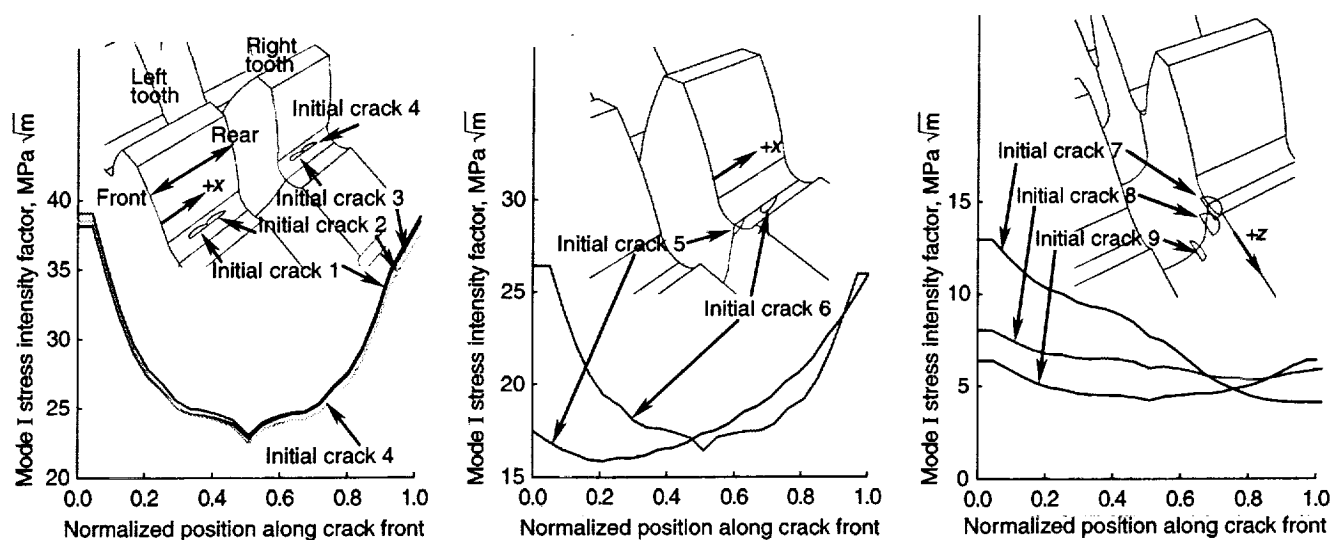 Mode I stress intensity factor, MPa √m
40
35
30
25
20
0.0 0.2 0.4 0.6 0.8 1.0
Normalized position along crack front
Left
tooth
Right
tooth
Front
Rear
+x
Initial crack 4
Initial crack 3
Initial crack 2
Initial crack 1
Initial crack 4
Mode I stress intensity factor, MPa √m
30
25
20
15
0.0 0.2 0.4 0.6 0.8 1.0
Normalized position along crack front
+x
Initial crack 5
Initial crack 6
Mode I stress intensity factor, MPa √m
15
10
5
0
0.0 0.2 0.4 0.6 0.8 1.0
Normalized position along crack front
Initial crack 7
Initial crack 8
Initial crack 9
+z